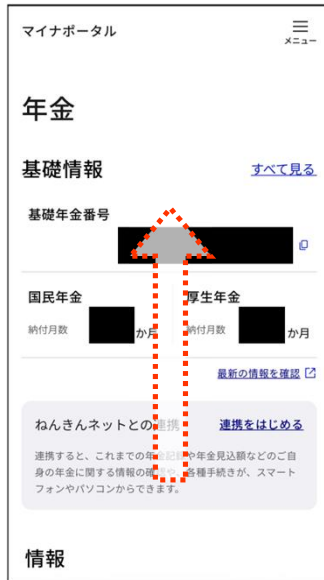 マイナポータル
メニュー
年金
基礎情報 すべて見る
基礎年金番号
国民年金 厚生年金
納付月数 か月 納付月数 か月
最新の情報を確認
ねんきんネットとの連携 連携をはじめる
連携すると、これまでの年金記録や年金見込額などのご自
身の年金に関する情報の確認や、各種手続きが、スマート
フォンやパソコンからできます。
情報